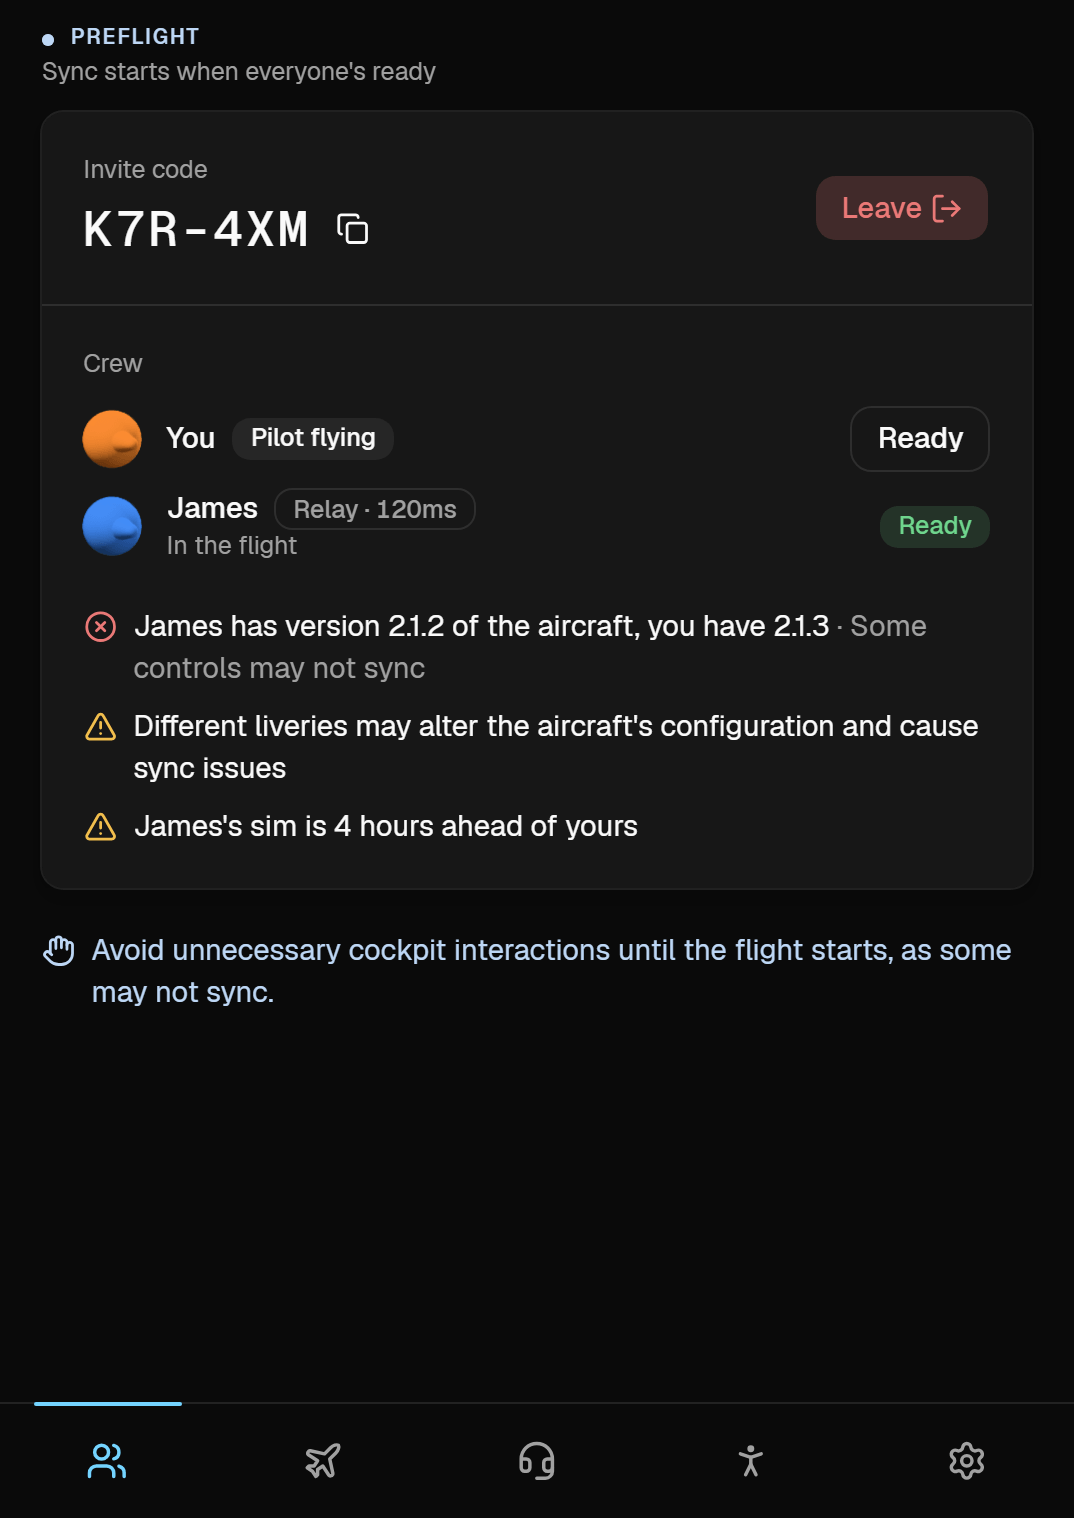 PREFLIGHT
Sync starts when everyone's ready
Invite code
K7R-4XM
Leave
Crew
You Pilot flying Ready
James Relay · 120ms
In the flight
Ready
James has version 2.1.2 of the aircraft, you have 2.1.3 · Some
controls may not sync
Different liveries may alter the aircraft's configuration and cause
sync issues
James's sim is 4 hours ahead of yours
Avoid unnecessary cockpit interactions until the flight starts, as some
may not sync.